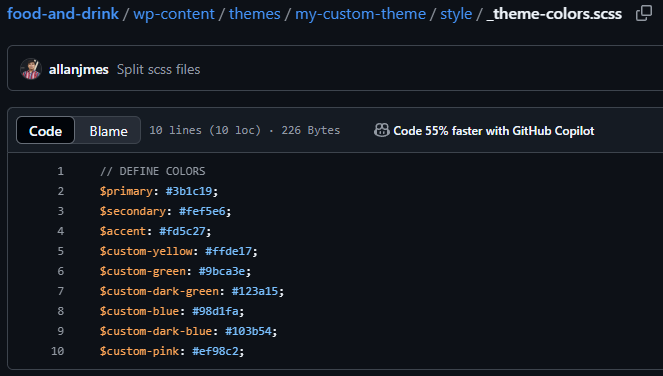 food-and-drink / wp-content / themes / my-custom-theme / style / _theme-colors.scss
allanjmes Split scss files
Code Blame 10 lines (10 loc) · 226 Bytes Code 55% faster with GitHub Copilot
1 // DEFINE COLORS
2 $primary: #3b1c19;
3 $secondary: #fef5e6;
4 $accent: #fd5c27;
5 $custom-yellow: #ffde17;
6 $custom-green: #9bca3e;
7 $custom-dark-green: #123a15;
8 $custom-blue: #98d1fa;
9 $custom-dark-blue: #103b54;
10 $custom-pink: #ef98c2;